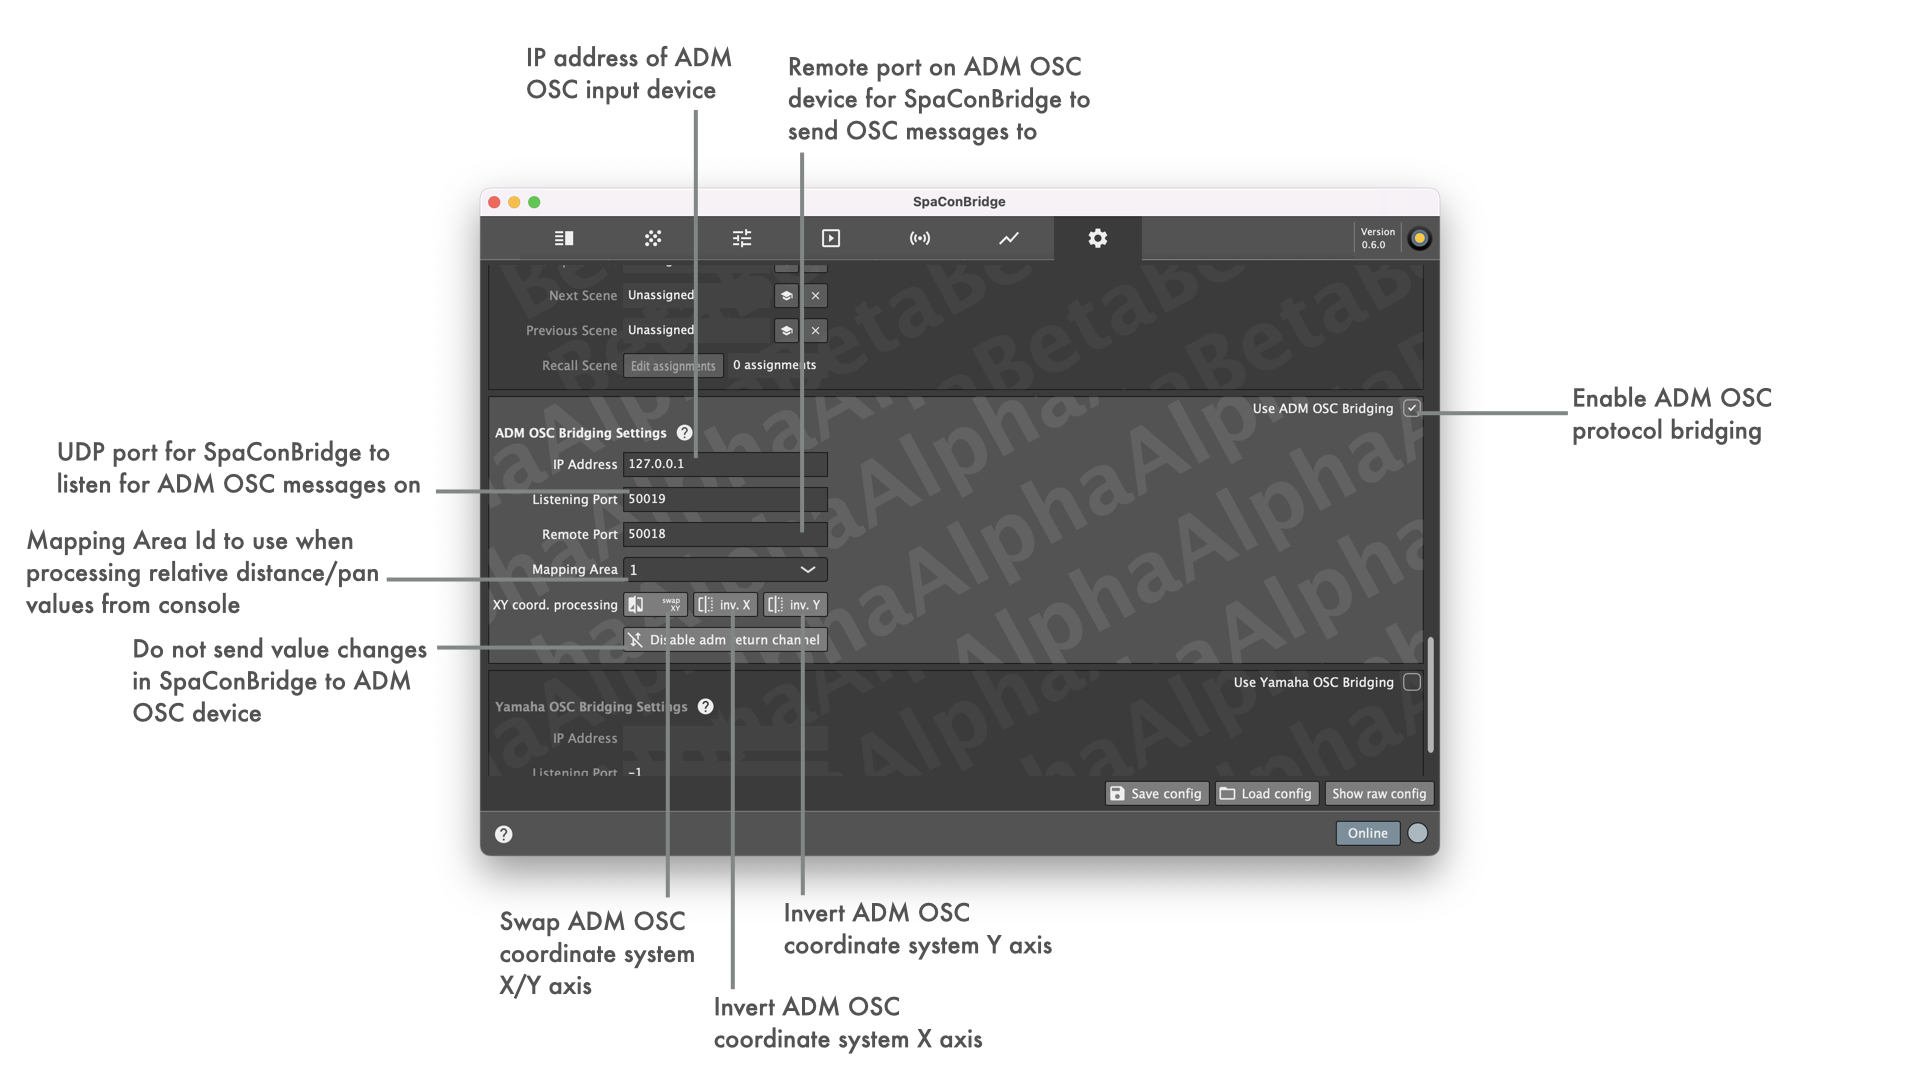 IP address of ADM
OSC input device
Remote port on ADM OSC
device for SpaConBridge to
send OSC messages to
SpaConBridge
Version
0.6.0
Next Scene Unassigned
Previous Scene Unassigned
Recall Scene Edit assignments 0 assignments
Use ADM OSC Bridging
Enable ADM OSC
protocol bridging
ADM OSC Bridging Settings ?
UDP port for SpaConBridge to
listen for ADM OSC messages on
IP Address 127.0.0.1
Listening Port 50019
Remote Port 50018
Mapping Area Id to use when
processing relative distance/pan
values from console
Mapping Area 1
XY coord. processing swap XY inv. X inv. Y
Disable adm return channel
Do not send value changes
in SpaConBridge to ADM
OSC device
Use Yamaha OSC Bridging
Yamaha OSC Bridging Settings ?
IP Address
Listening Port -1
Save config Load config Show raw config
? Online
Swap ADM OSC
coordinate system
X/Y axis
Invert ADM OSC
coordinate system Y axis
Invert ADM OSC
coordinate system X axis